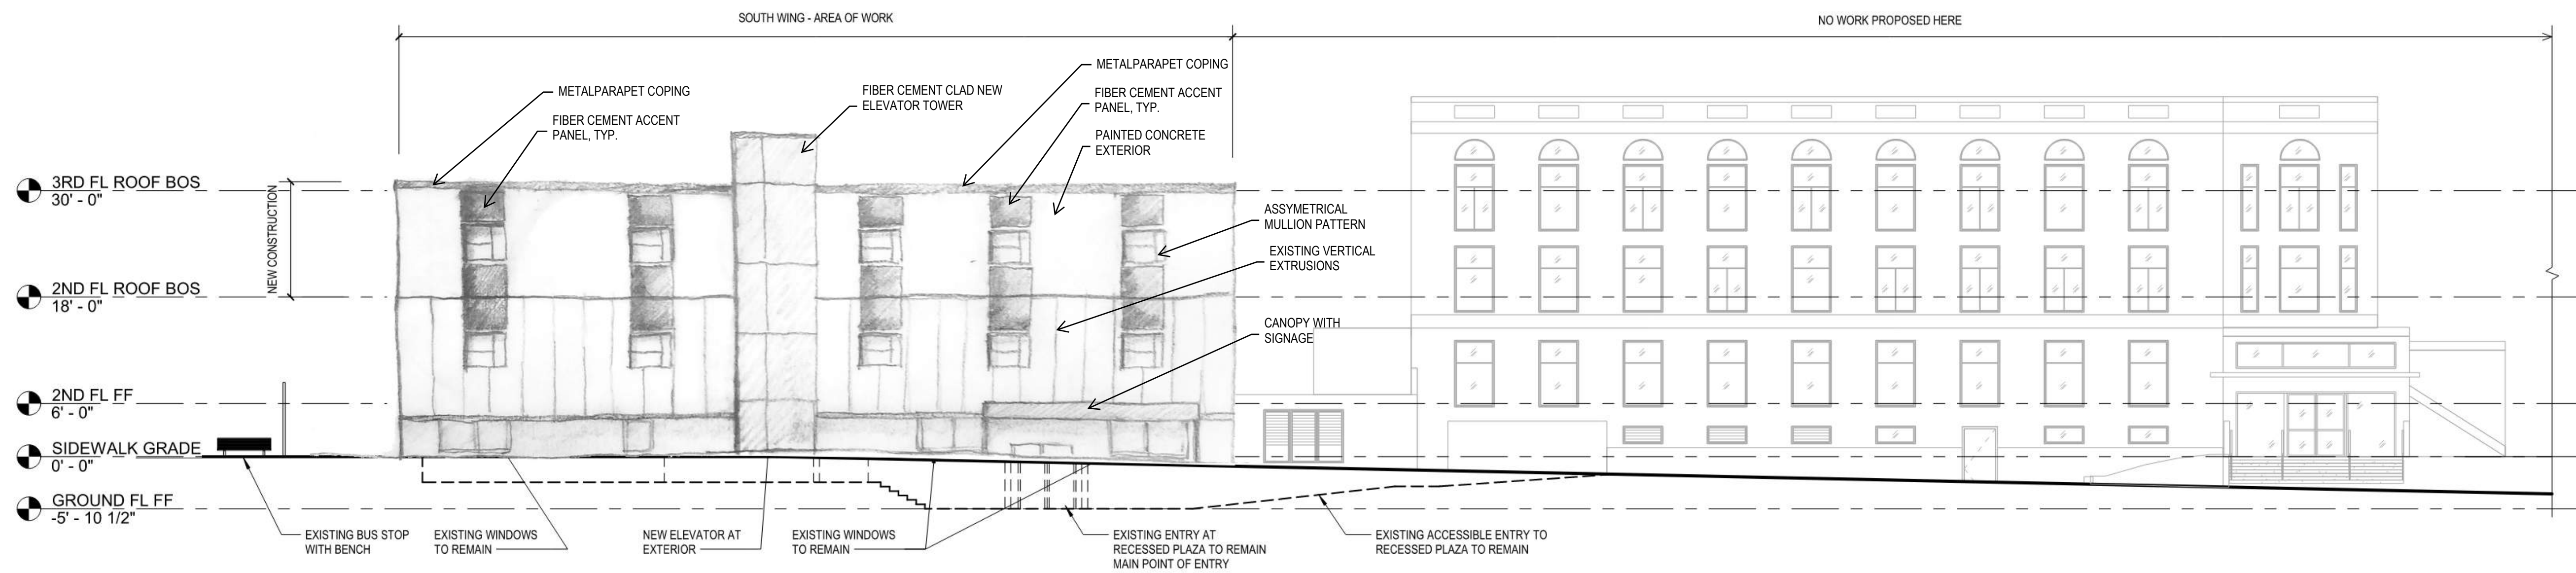 SOUTH WING - AREA OF WORK
NO WORK PROPOSED HERE
METALPARAPET COPING
FIBER CEMENT ACCENT
PANEL, TYP.
FIBER CEMENT CLAD NEW
ELEVATOR TOWER
METALPARAPET COPING
FIBER CEMENT ACCENT
PANEL, TYP.
PAINTED CONCRETE
EXTERIOR
ASSYMETRICAL
MULLION PATTERN
EXISTING VERTICAL
EXTRUSIONS
CANOPY WITH
SIGNAGE
3RD FL ROOF BOS
30' - 0"
NEW CONSTRUCTION
2ND FL ROOF BOS
18' - 0"
2ND FL FF
6' - 0"
SIDEWALK GRADE
0' - 0"
GROUND FL FF
-5' - 10 1/2"
EXISTING BUS STOP
WITH BENCH
EXISTING WINDOWS
TO REMAIN
NEW ELEVATOR AT
EXTERIOR
EXISTING WINDOWS
TO REMAIN
EXISTING ENTRY AT
RECESSED PLAZA TO REMAIN
MAIN POINT OF ENTRY
EXISTING ACCESSIBLE ENTRY TO
RECESSED PLAZA TO REMAIN